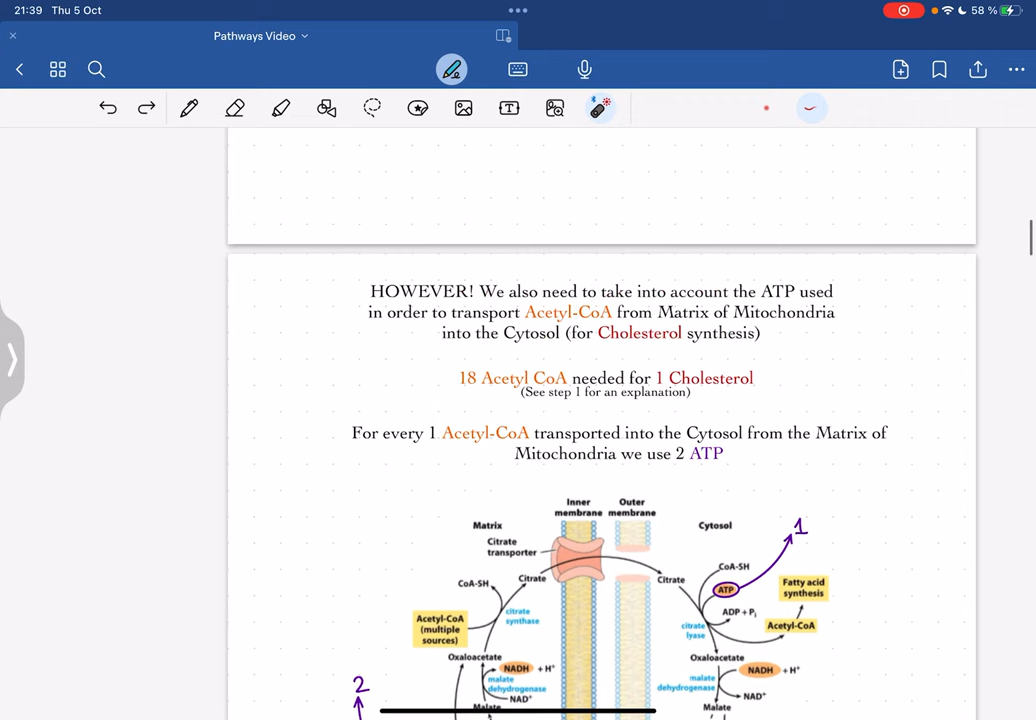 21:39 Thu 5 Oct
58 %
Pathways Video
HOWEVER! We also need to take into account the ATP used
in order to transport Acetyl-CoA from Matrix of Mitochondria
into the Cytosol (for Cholesterol synthesis)
18 Acetyl CoA needed for 1 Cholesterol
(See step 1 for an explanation)
For every 1 Acetyl-CoA transported into the Cytosol from the Matrix of
Mitochondria we use 2 ATP
Inner
membrane
Outer
membrane
Matrix
Cytosol
1
Citrate
transporter
CoA-SH
Citrate
Citrate
CoA-SH
ATP
Fatty acid
synthesis
citrate
synthase
ADP + Pi
Acetyl-CoA
(multiple
sources)
citrate
lyase
Acetyl-CoA
Oxaloacetate
Oxaloacetate
NADH + H+
NADH + H+
malate
dehydrogenase
malate
dehydrogenase
2
NAD+
NAD+
Malate
Malate